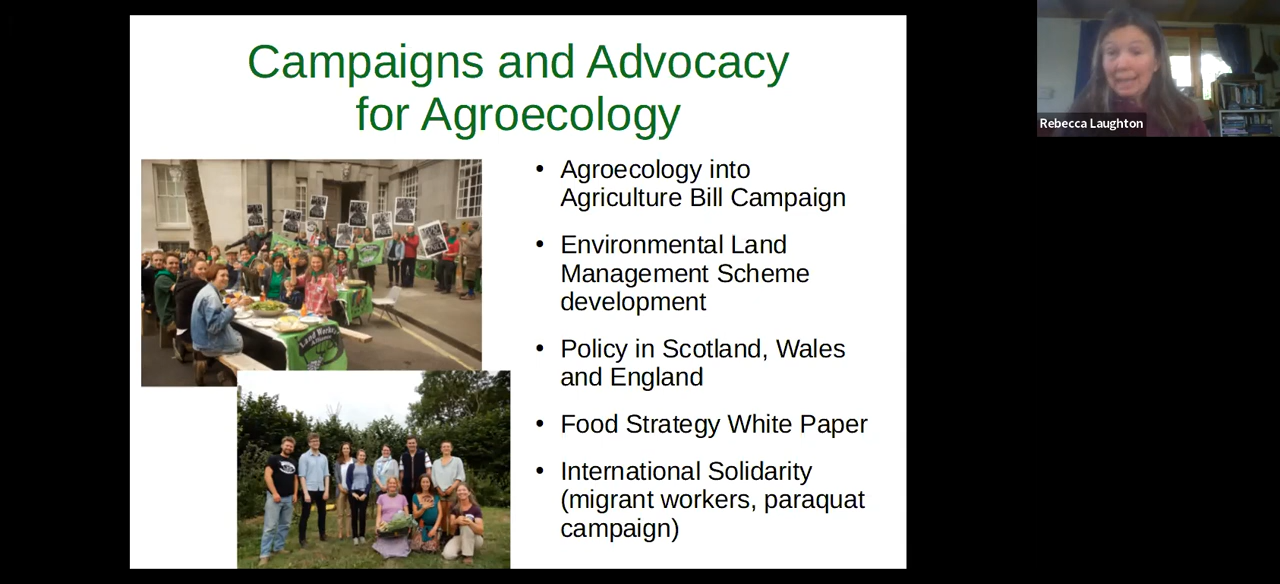 Campaigns and Advocacy
for Agroecology
• Agroecology into
Agriculture Bill Campaign
• Environmental Land
Management Scheme
development
• Policy in Scotland, Wales
and England
• Food Strategy White Paper
• International Solidarity
(migrant workers, paraquat
campaign)
Rebecca Laughton